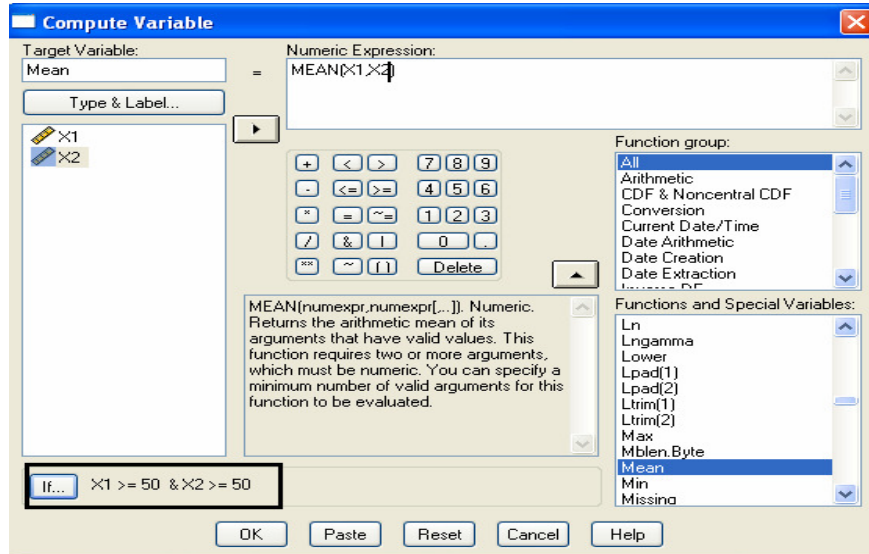 Compute Variable
Target Variable:
Mean
=
Numeric Expression:
MEAN(X1,X2)
Type & Label...
X1
X2
+ < > 7 8 9
- <= >= 4 5 6
* = ~= 1 2 3
/ & | 0 .
** ~ ( ) Delete
Function group:
All
Arithmetic
CDF & Noncentral CDF
Conversion
Current Date/Time
Date Arithmetic
Date Creation
Date Extraction
MEAN(numexpr,numexpr[,..]). Numeric.
Returns the arithmetic mean of its
arguments that have valid values. This
function requires two or more arguments,
which must be numeric. You can specify a
minimum number of valid arguments for this
function to be evaluated.
Functions and Special Variables:
Ln
Lngamma
Lower
Lpad(1)
Lpad(2)
Ltrim(1)
Ltrim(2)
Max
Mblen.Byte
Mean
Min
Missing
If... X1 >= 50 & X2 >= 50
OK Paste Reset Cancel Help